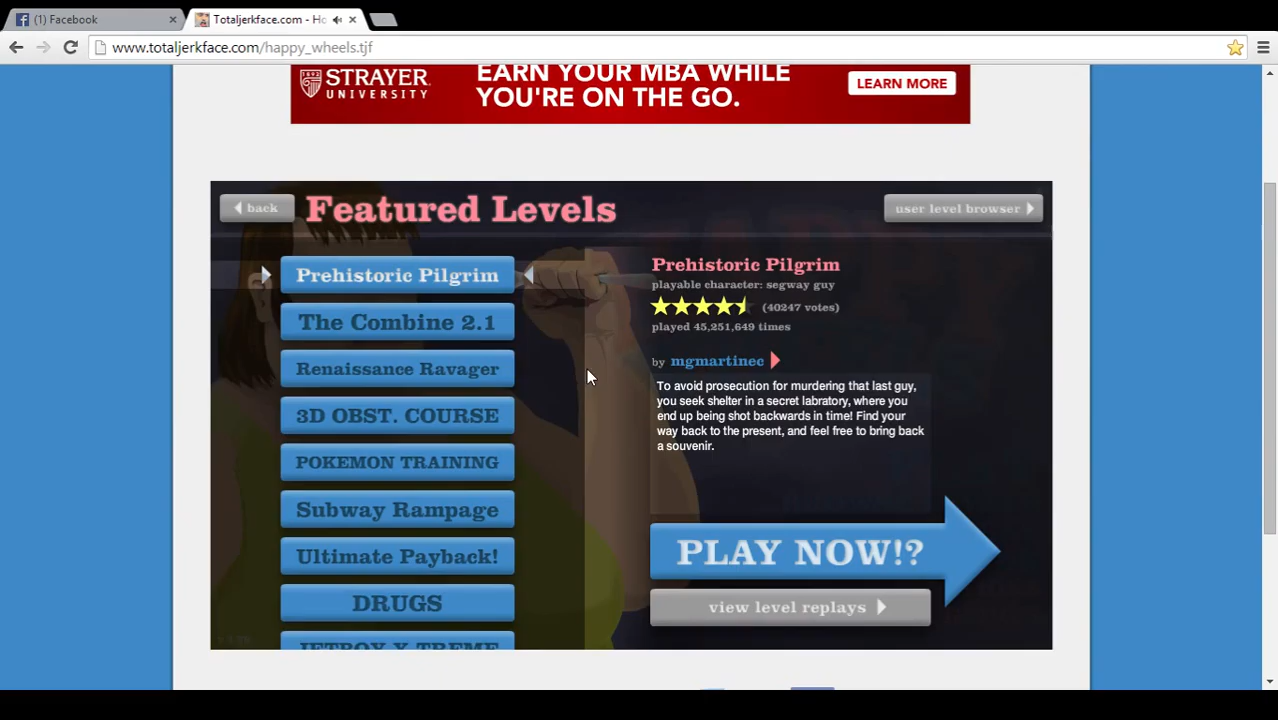 (1) Facebook
Totaljerkface.com - Ho
www.totaljerkface.com/happy_wheels.tjf
STRAYER
UNIVERSITY
EARN YOUR MBA WHILE
YOU'RE ON THE GO.
LEARN MORE
back
Featured Levels
user level browser
Prehistoric Pilgrim
The Combine 2.1
Renaissance Ravager
3D OBST. COURSE
POKEMON TRAINING
Subway Rampage
Ultimate Payback!
DRUGS
JETBOY X-TREME
Prehistoric Pilgrim
playable character: segway guy
(40247 votes)
played 45,251,649 times
by mgmartinec
To avoid prosecution for murdering that last guy,
you seek shelter in a secret labratory, where you
end up being shot backwards in time! Find your
way back to the present, and feel free to bring back
a souvenir.
PLAY NOW!?
view level replays